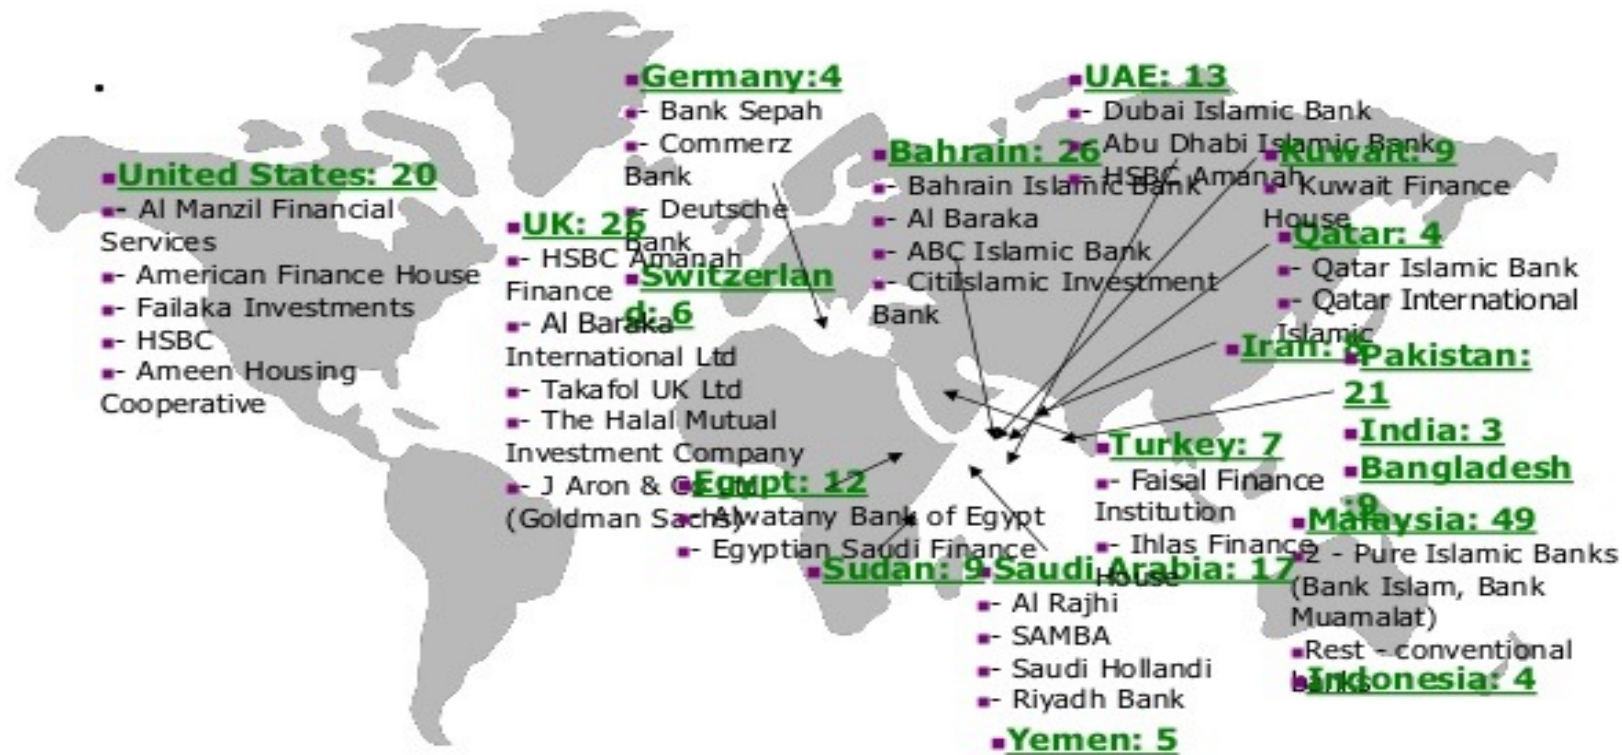 United States: 20
- Al Manzil Financial
Services
- American Finance House
- Failaka Investments
- HSBC
- Ameen Housing
Cooperative
Germany:4
- Bank Sepah
- Commerz
Bank
- Deutsche
Bank
Switzerlan
d: 6
UK: 26
- HSBC Amanah
Finance
- Al Baraka
International Ltd
- Takafol UK Ltd
- The Halal Mutual
Investment Company
- J Aron & Co Ltd
(Goldman Sachs)
Bahrain: 26
- Bahrain Islamic Bank
- Al Baraka
- ABC Islamic Bank
- CitiIslamic Investment
Bank
UAE: 13
- Dubai Islamic Bank
- Abu Dhabi Islamic Bank
- HSBC Amanah
Kuwait: 9
- Kuwait Finance
House
Qatar: 4
- Qatar Islamic Bank
- Qatar International
Islamic
Iran:
Pakistan:
21
India: 3
Bangladesh
:9
Turkey: 7
- Faisal Finance
Institution
- Ihlas Finance
House
Egypt: 12
- Alwatany Bank of Egypt
- Egyptian Saudi Finance
Sudan: 9
Saudi Arabia: 17
- Al Rajhi
- SAMBA
- Saudi Hollandi
- Riyadh Bank
Malaysia: 49
2 - Pure Islamic Banks
(Bank Islam, Bank
Muamalat)
Rest - conventional
banks
Indonesia: 4
Yemen: 5